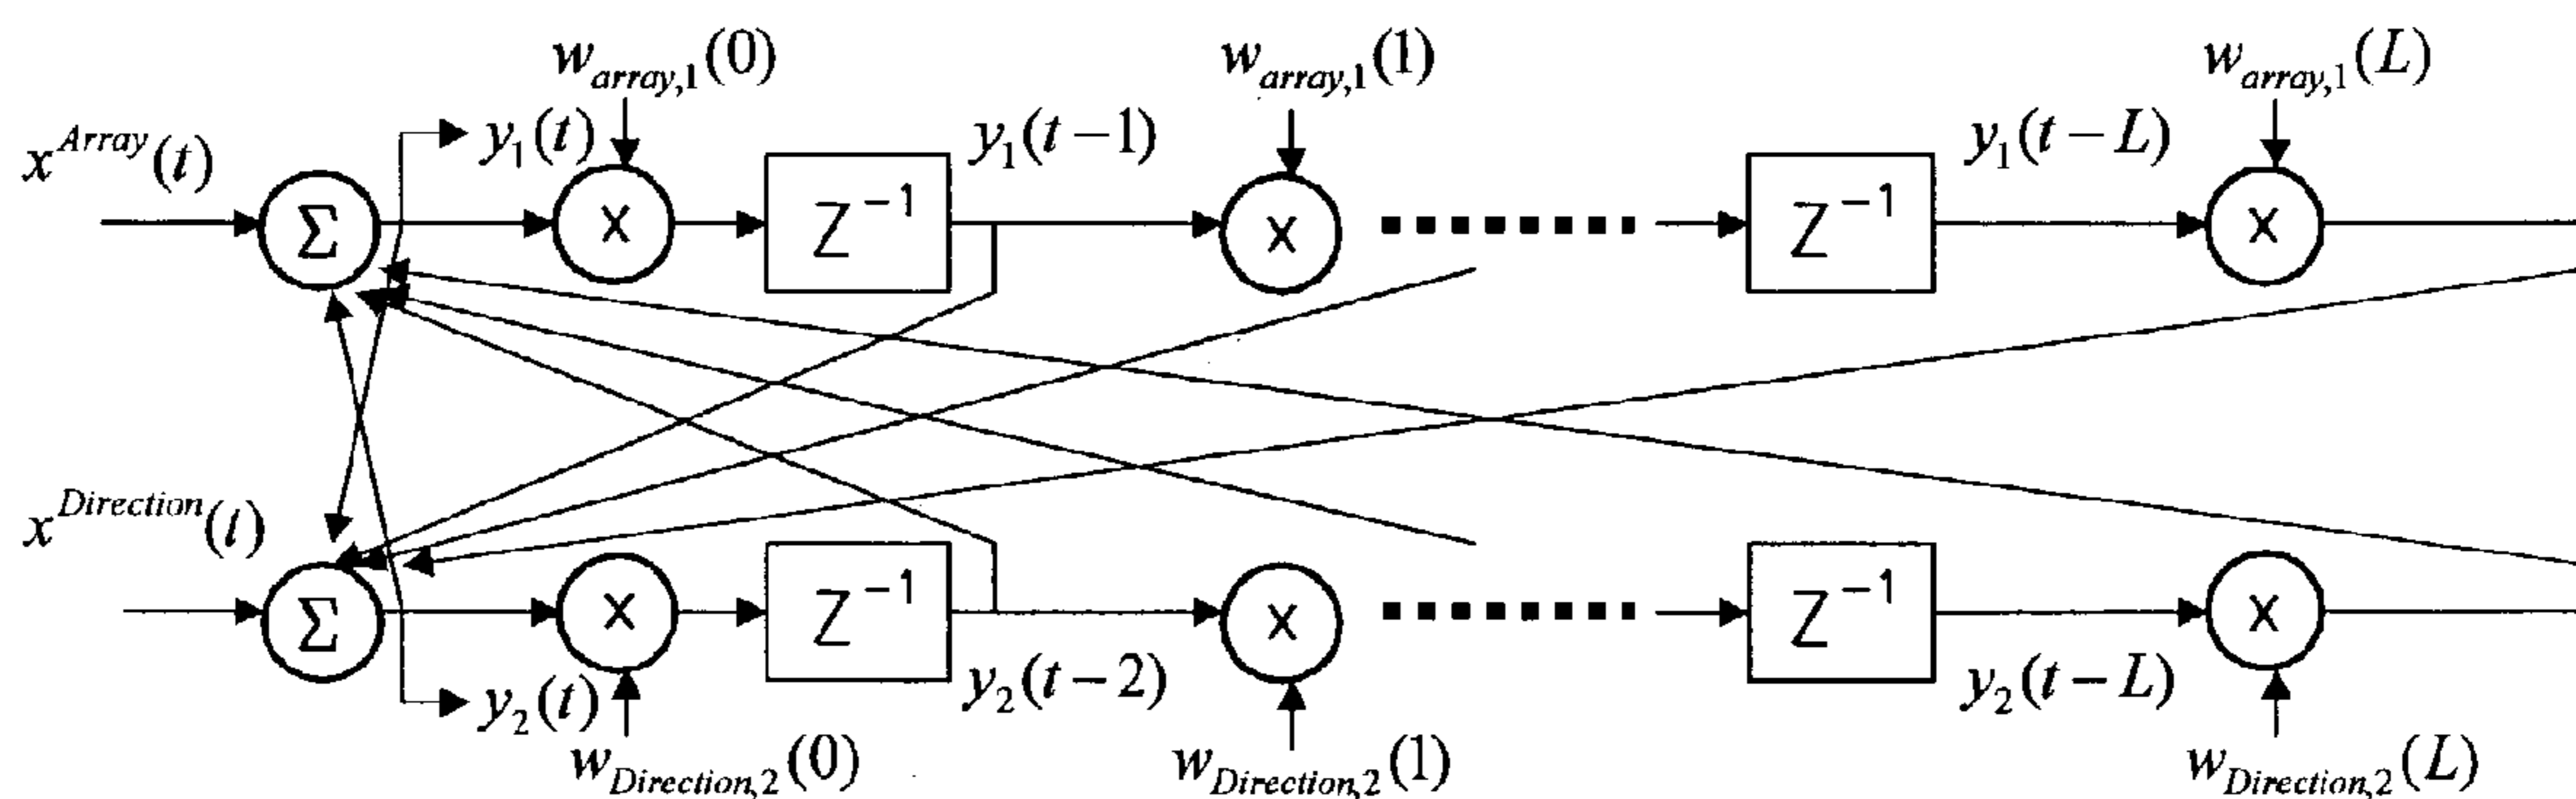 w_{array,1}(0) w_{array,1}(1) w_{array,1}(L)
x^{Array}(t) y_1(t) y_1(t-1) y_1(t-L)
Σ × Z^{-1} × Z^{-1} ×
x^{Direction}(t)
Σ × Z^{-1} × Z^{-1} ×
y_2(t) y_2(t-2) y_2(t-L)
w_{Direction,2}(0) w_{Direction,2}(1) w_{Direction,2}(L)